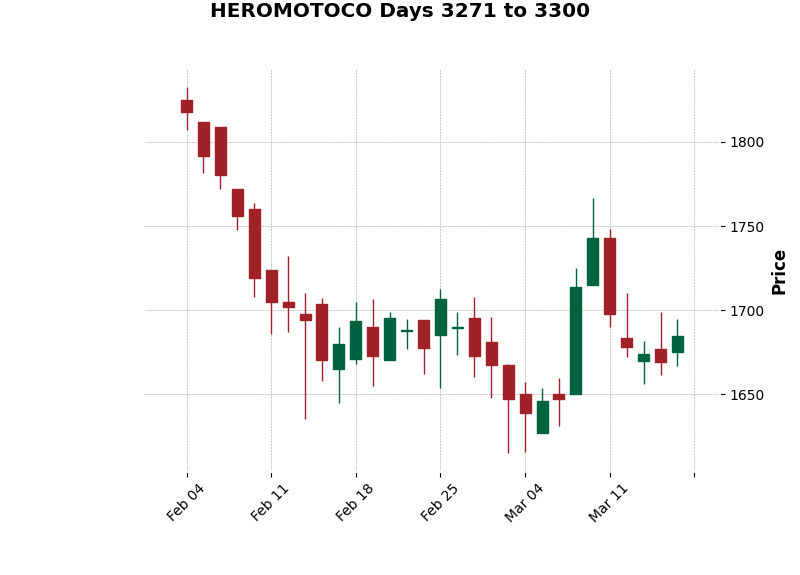 HEROMOTOCO Days 3271 to 3300
1800
1750
1700
1650
Price
Feb 04
Feb 11
Feb 18
Feb 25
Mar 04
Mar 11